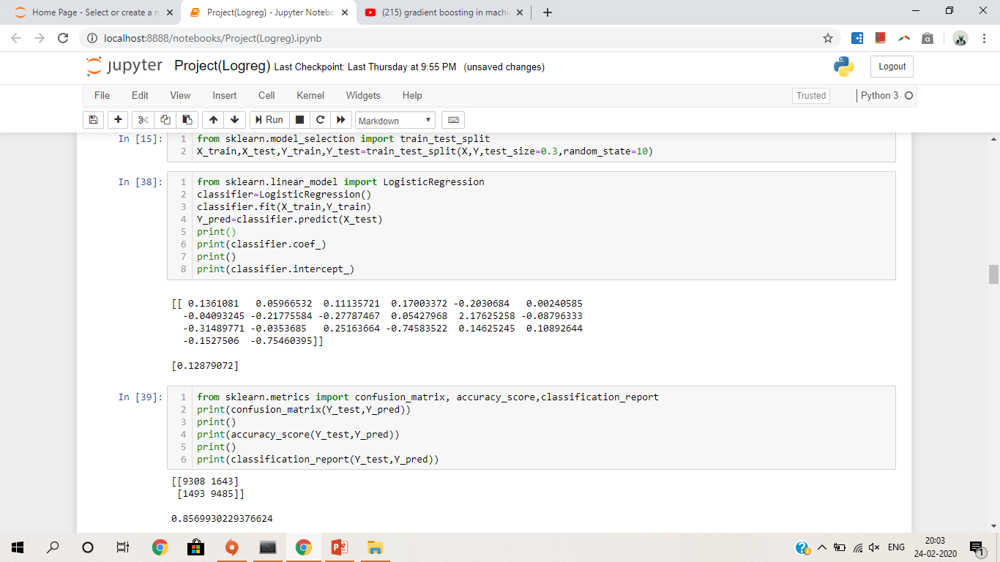 Home Page - Select or create a n
Project(Logreg) - Jupyter Notebo
(215) gradient boosting in machi
localhost:8888/notebooks/Project(Logreg).ipynb
jupyter Project(Logreg) Last Checkpoint: Last Thursday at 9:55 PM (unsaved changes)
Logout
File Edit View Insert Cell Kernel Widgets Help
Trusted
Python 3
Run
Markdown
In [15]:
1 from sklearn.model_selection import train_test_split
2 X_train,X_test,Y_train,Y_test=train_test_split(X,Y,test_size=0.3,random_state=10)
In [38]:
1 from sklearn.linear_model import LogisticRegression
2 classifier=LogisticRegression()
3 classifier.fit(X_train,Y_train)
4 Y_pred=classifier.predict(X_test)
5 print()
6 print(classifier.coef_)
7 print()
8 print(classifier.intercept_)
[[ 0.1361081 0.05966532 0.11135721 0.17003372 -0.2030684 0.00240585
-0.04093245 -0.21775584 -0.27787467 0.05427968 2.17625258 -0.08796333
-0.31489771 -0.0353685 0.25163664 -0.74583522 0.14625245 0.10892644
-0.1527506 -0.75460395]]
[0.12879072]
In [39]:
1 from sklearn.metrics import confusion_matrix, accuracy_score,classification_report
2 print(confusion_matrix(Y_test,Y_pred))
3 print()
4 print(accuracy_score(Y_test,Y_pred))
5 print()
6 print(classification_report(Y_test,Y_pred))
[[9308 1643]
[1493 9485]]
0.8569930229376624
ENG
20:03
24-02-2020
1